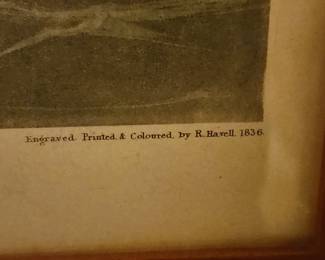 Engraved, Printed, & Coloured, by R. Havell. 1836.